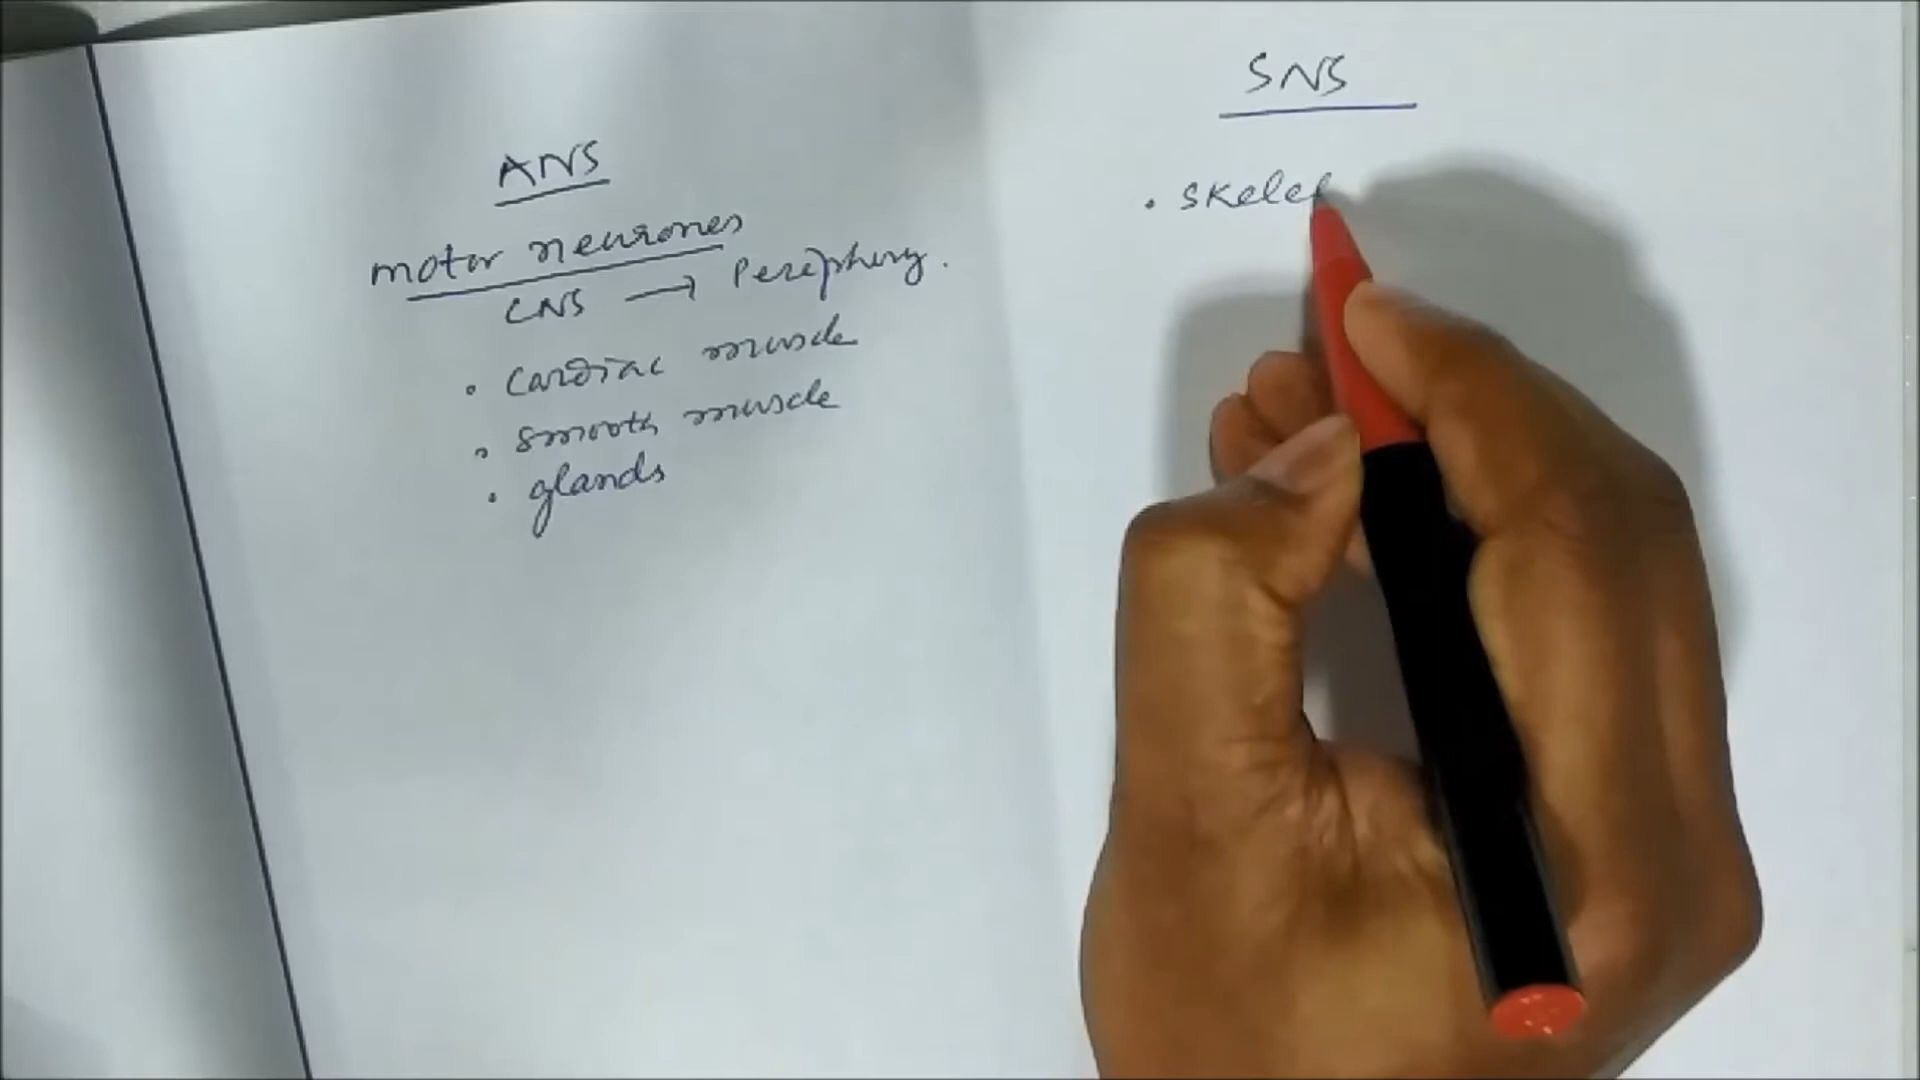 ANS
motor neurones
CNS → Periphery.
• cardiac muscle
• smooth muscle
• glands
SNS
• skelet